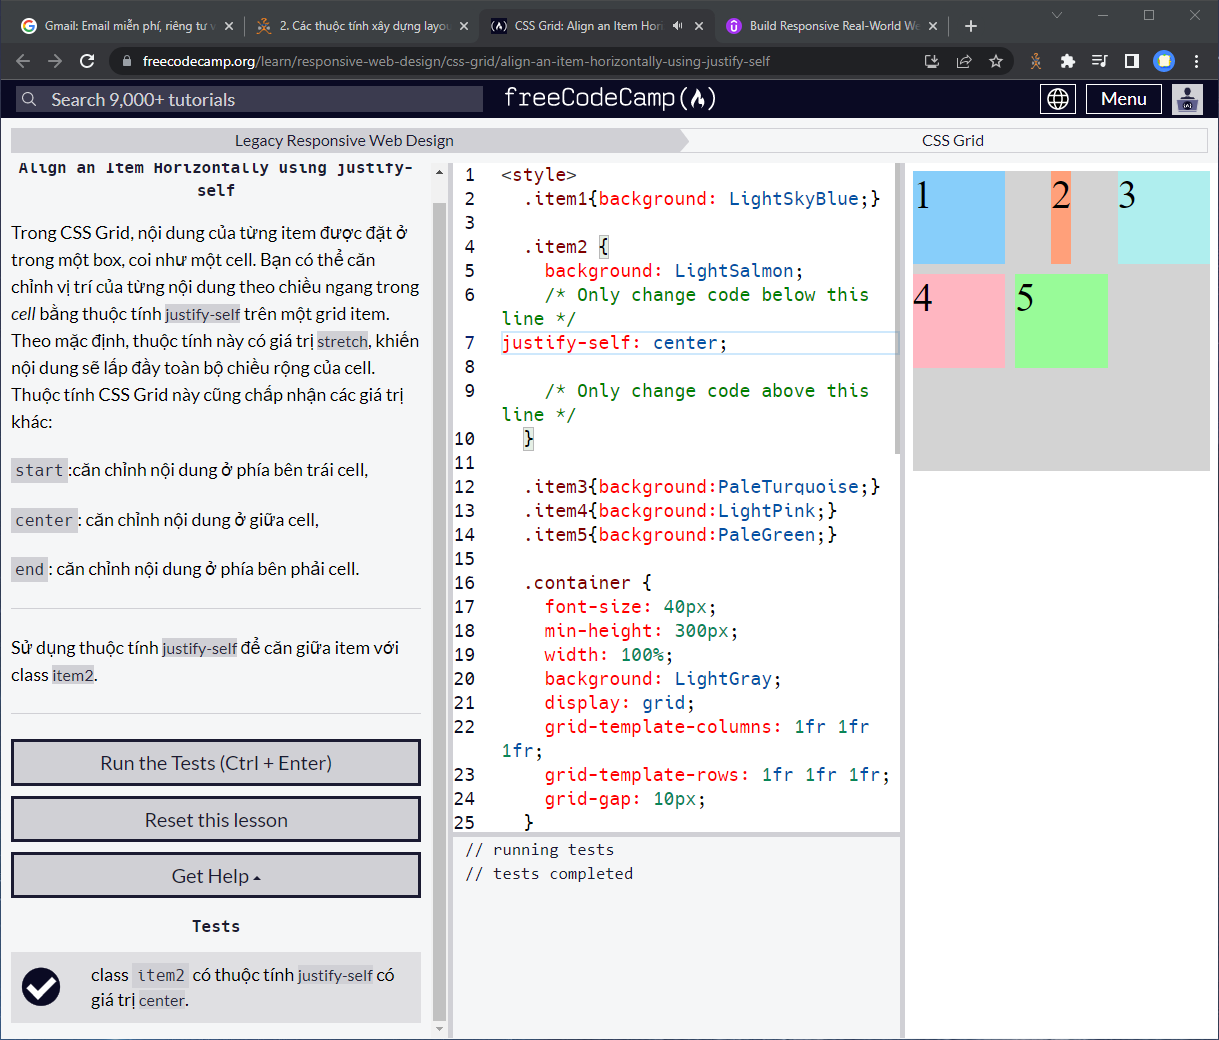 Gmail: Email miễn phí, riêng tư v
2. Các thuộc tính xây dựng layou
CSS Grid: Align an Item Hori
Build Responsive Real-World We
freecodecamp.org/learn/responsive-web-design/css-grid/align-an-item-horizontally-using-justify-self
Search 9,000+ tutorials
freeCodeCamp
Menu
Legacy Responsive Web Design
CSS Grid
Align an Item Horizontally using justify-
self
Trong CSS Grid, nội dung của từng item được đặt ở
trong một box, coi như một cell. Bạn có thể căn
chỉnh vị trí của từng nội dung theo chiều ngang trong
cell bằng thuộc tính justify-self trên một grid item.
Theo mặc định, thuộc tính này có giá trị stretch, khiến
nội dung sẽ lấp đầy toàn bộ chiều rộng của cell.
Thuộc tính CSS Grid này cũng chấp nhận các giá trị
khác:
start :căn chỉnh nội dung ở phía bên trái cell,
center : căn chỉnh nội dung ở giữa cell,
end : căn chỉnh nội dung ở phía bên phải cell.
Sử dụng thuộc tính justify-self để căn giữa item với
class item2.
Run the Tests (Ctrl + Enter)
Reset this lesson
Get Help
Tests
class item2 có thuộc tính justify-self có
giá trị center.
1 <style>
2 .item1{background: LightSkyBlue;}
3
4 .item2 {
5 background: LightSalmon;
6 /* Only change code below this
line */
7 justify-self: center;
8
9 /* Only change code above this
line */
10 }
11
12 .item3{background:PaleTurquoise;}
13 .item4{background:LightPink;}
14 .item5{background:PaleGreen;}
15
16 .container {
17 font-size: 40px;
18 min-height: 300px;
19 width: 100%;
20 background: LightGray;
21 display: grid;
22 grid-template-columns: 1fr 1fr
1fr;
23 grid-template-rows: 1fr 1fr 1fr;
24 grid-gap: 10px;
25 }
// running tests
// tests completed
1 2 3
4 5